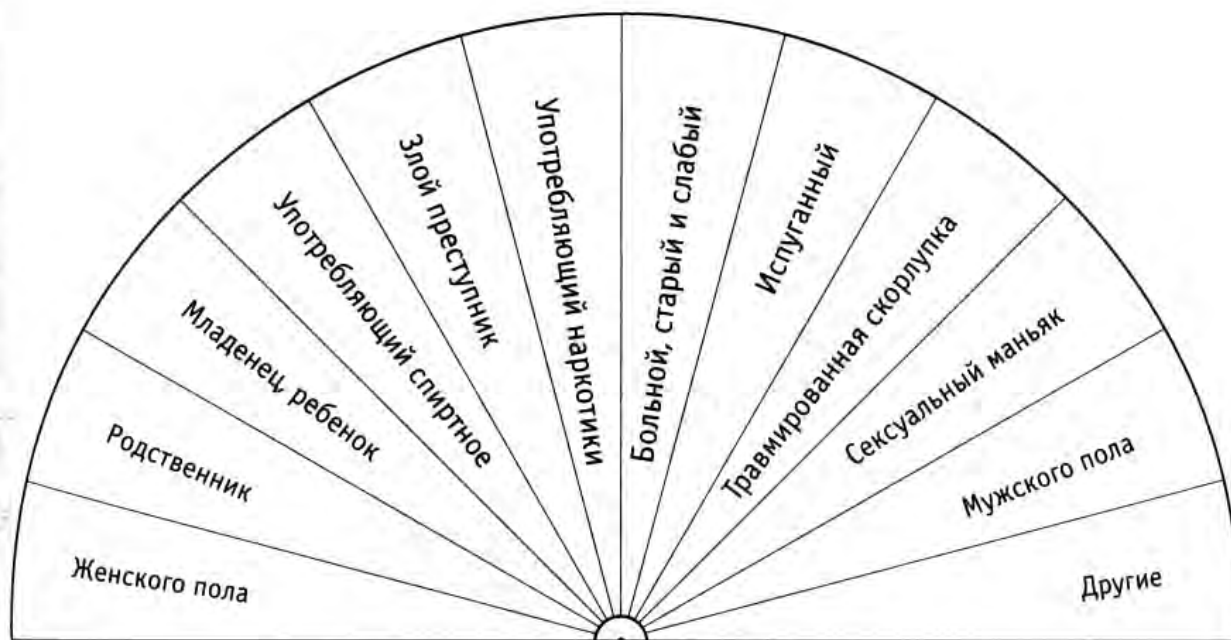 Женского пола
Родственник
Младенец, ребенок
Употребляющий спиртное
Злой преступник
Употребляющий наркотики
Больной, старый и слабый
Испуганный
Травмированная скорлупка
Сексуальный маньяк
Мужского пола
Другие